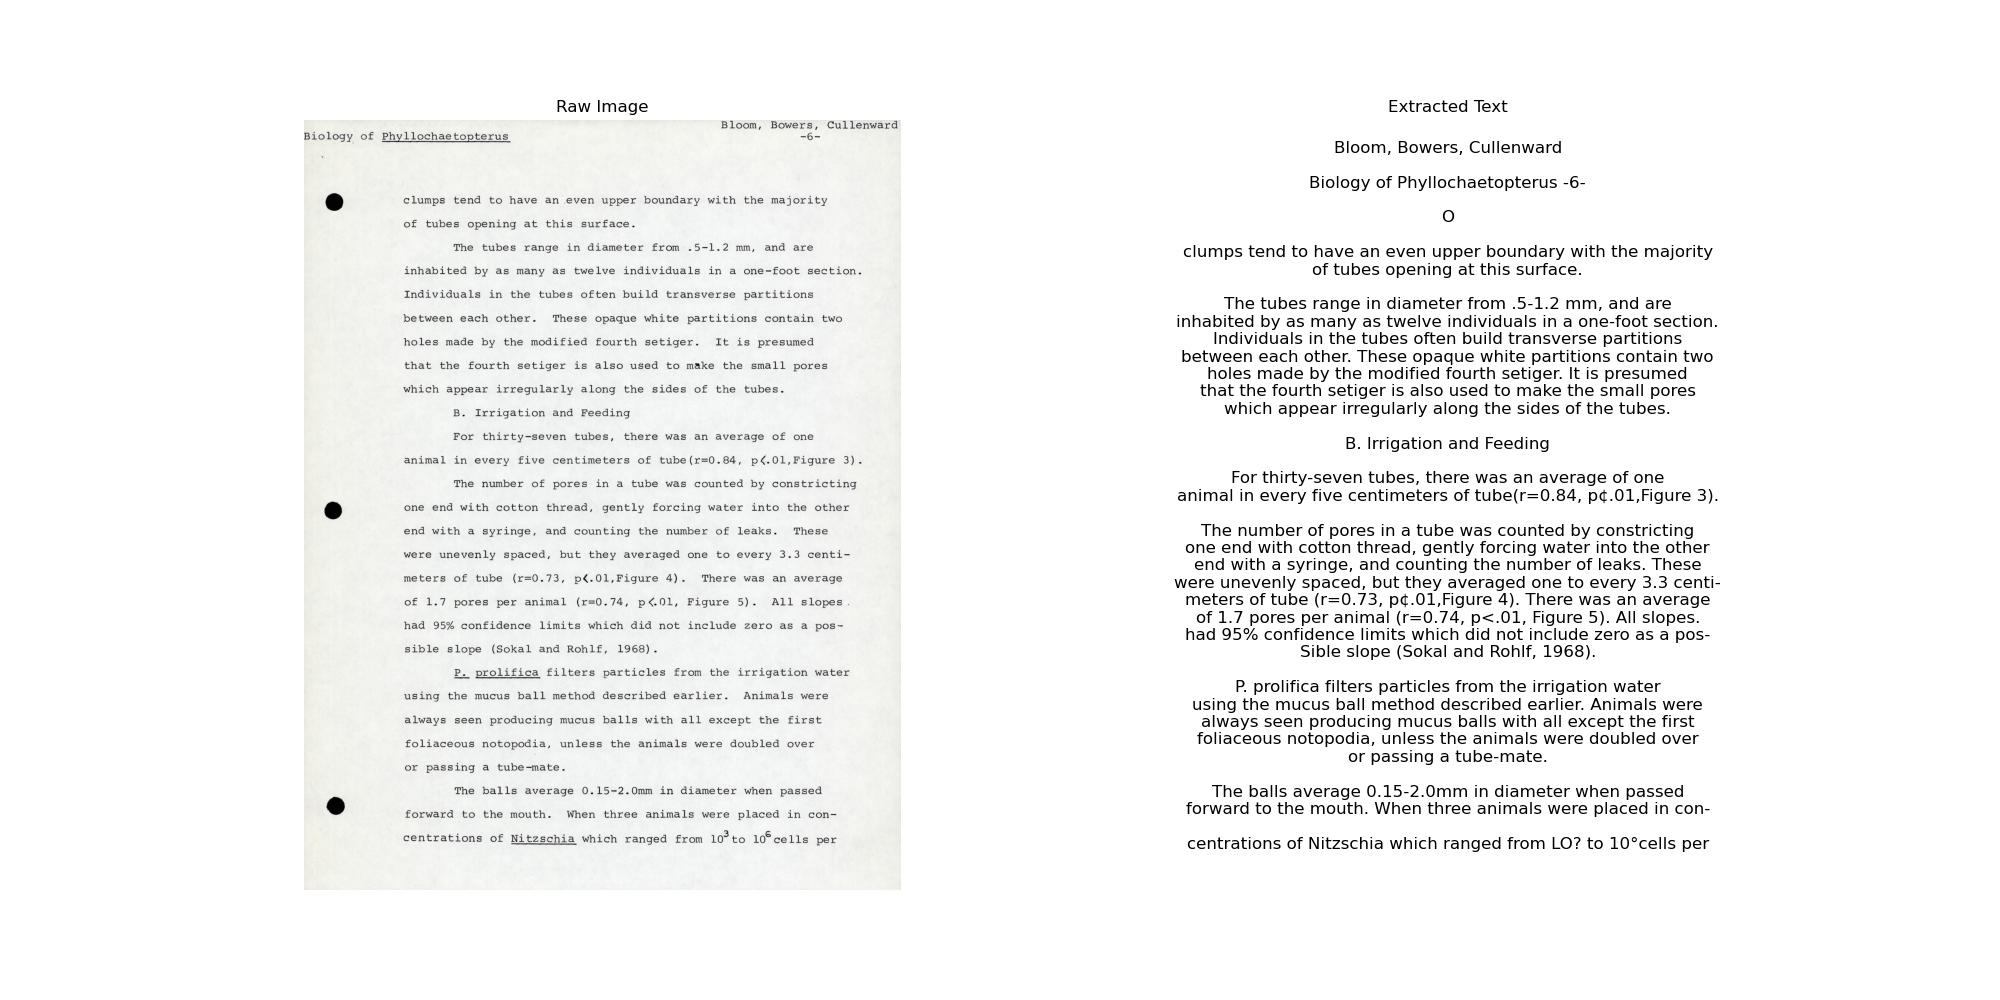 Raw Image
Bloom, Bowers, Cullenward
Biology of Phyllochaetopterus -6-
clumps tend to have an even upper boundary with the majority
of tubes opening at this surface.
The tubes range in diameter from .5-1.2 mm, and are
inhabited by as many as twelve individuals in a one-foot section.
Individuals in the tubes often build transverse partitions
between each other. These opaque white partitions contain two
holes made by the modified fourth setiger. It is presumed
that the fourth setiger is also used to make the small pores
which appear irregularly along the sides of the tubes.
B. Irrigation and Feeding
For thirty-seven tubes, there was an average of one
animal in every five centimeters of tube(r=0.84, p<.01,Figure 3).
The number of pores in a tube was counted by constricting
one end with cotton thread, gently forcing water into the other
end with a syringe, and counting the number of leaks. These
were unevenly spaced, but they averaged one to every 3.3 centi-
meters of tube (r=0.73, p<.01,Figure 4). There was an average
of 1.7 pores per animal (r=0.74, p<.01, Figure 5). All slopes
had 95% confidence limits which did not include zero as a pos-
sible slope (Sokal and Rohlf, 1968).
P. prolifica filters particles from the irrigation water
using the mucus ball method described earlier. Animals were
always seen producing mucus balls with all except the first
foliaceous notopodia, unless the animals were doubled over
or passing a tube-mate.
The balls average 0.15-2.0mm in diameter when passed
forward to the mouth. When three animals were placed in con-
centrations of Nitzschia which ranged from 10³ to 10⁶ cells per
Extracted Text
Bloom, Bowers, Cullenward
Biology of Phyllochaetopterus -6-
O
clumps tend to have an even upper boundary with the majority
of tubes opening at this surface.
The tubes range in diameter from .5-1.2 mm, and are
inhabited by as many as twelve individuals in a one-foot section.
Individuals in the tubes often build transverse partitions
between each other. These opaque white partitions contain two
holes made by the modified fourth setiger. It is presumed
that the fourth setiger is also used to make the small pores
which appear irregularly along the sides of the tubes.
B. Irrigation and Feeding
For thirty-seven tubes, there was an average of one
animal in every five centimeters of tube(r=0.84, p¢.01,Figure 3).
The number of pores in a tube was counted by constricting
one end with cotton thread, gently forcing water into the other
end with a syringe, and counting the number of leaks. These
were unevenly spaced, but they averaged one to every 3.3 centi-
meters of tube (r=0.73, p¢.01,Figure 4). There was an average
of 1.7 pores per animal (r=0.74, p<.01, Figure 5). All slopes.
had 95% confidence limits which did not include zero as a pos-
Sible slope (Sokal and Rohlf, 1968).
P. prolifica filters particles from the irrigation water
using the mucus ball method described earlier. Animals were
always seen producing mucus balls with all except the first
foliaceous notopodia, unless the animals were doubled over
or passing a tube-mate.
The balls average 0.15-2.0mm in diameter when passed
forward to the mouth. When three animals were placed in con-
centrations of Nitzschia which ranged from LO? to 10°cells per